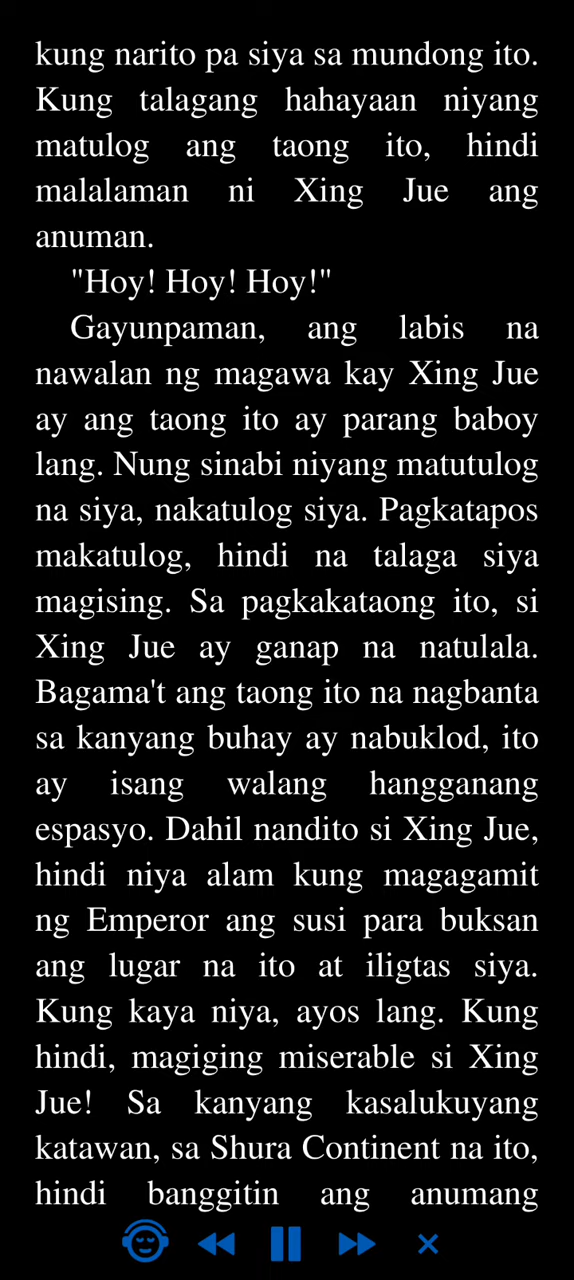 kung narito pa siya sa mundong ito.
Kung talagang hahayaan niyang
matulog ang taong ito, hindi
malalaman ni Xing Jue ang
anuman.
"Hoy! Hoy! Hoy!"
Gayunpaman, ang labis na
nawalan ng magawa kay Xing Jue
ay ang taong ito ay parang baboy
lang. Nung sinabi niyang matutulog
na siya, nakatulog siya. Pagkatapos
makatulog, hindi na talaga siya
magising. Sa pagkakataong ito, si
Xing Jue ay ganap na natulala.
Bagama't ang taong ito na nagbanta
sa kanyang buhay ay nabuklod, ito
ay isang walang hangganang
espasyo. Dahil nandito si Xing Jue,
hindi niya alam kung magagamit
ng Emperor ang susi para buksan
ang lugar na ito at iligtas siya.
Kung kaya niya, ayos lang. Kung
hindi, magiging miserable si Xing
Jue! Sa kanyang kasalukuyang
katawan, sa Shura Continent na ito,
hindi banggitin ang anumang